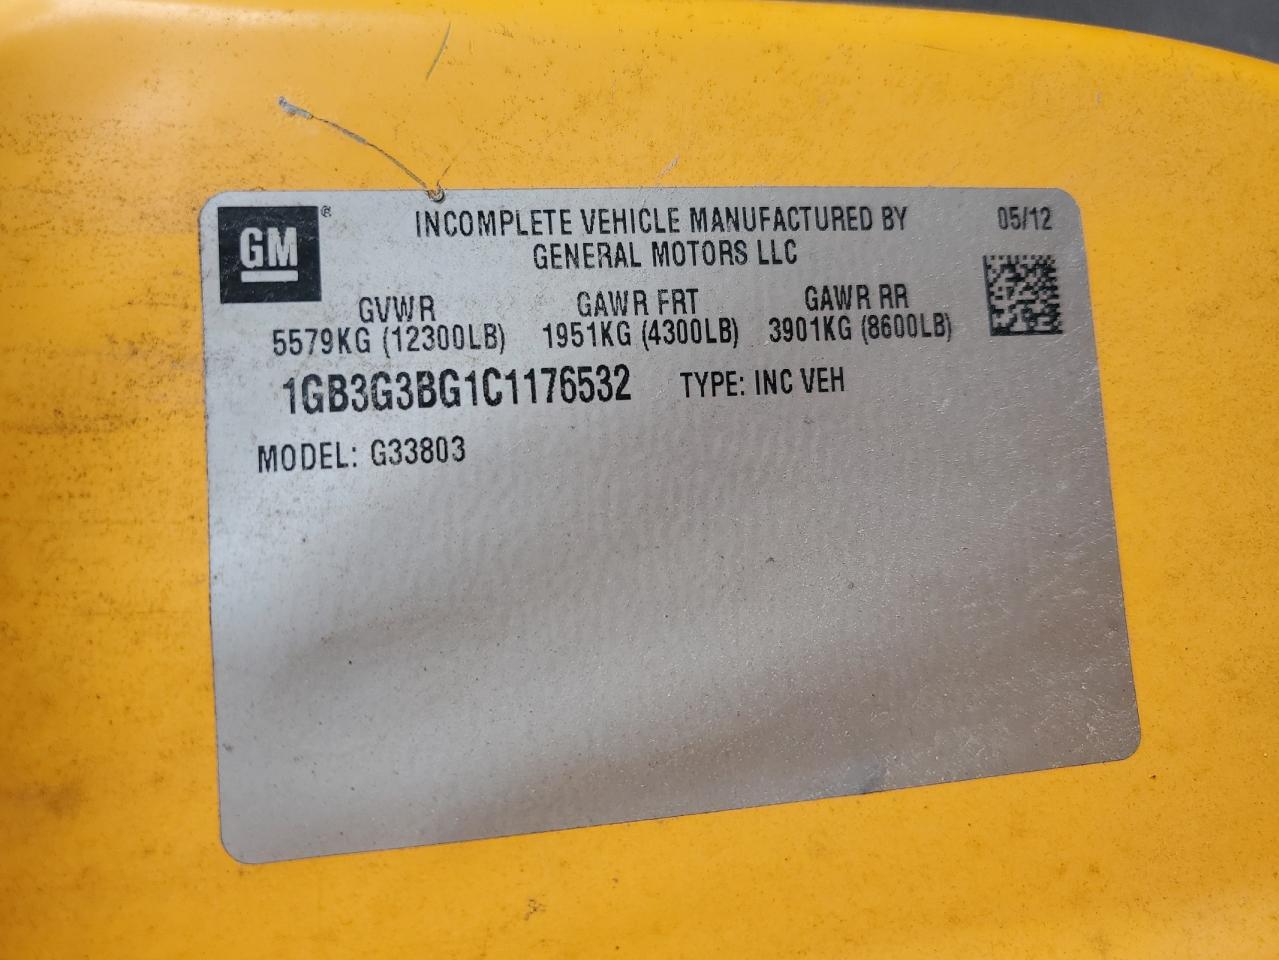 GM®
INCOMPLETE VEHICLE MANUFACTURED BY
GENERAL MOTORS LLC
05/12
GVWR GAWR FRT GAWR RR
5579KG (12300LB) 1951KG (4300LB) 3901KG (8600LB)
1GB3G3BG1C1176532 TYPE: INC VEH
MODEL: G33803